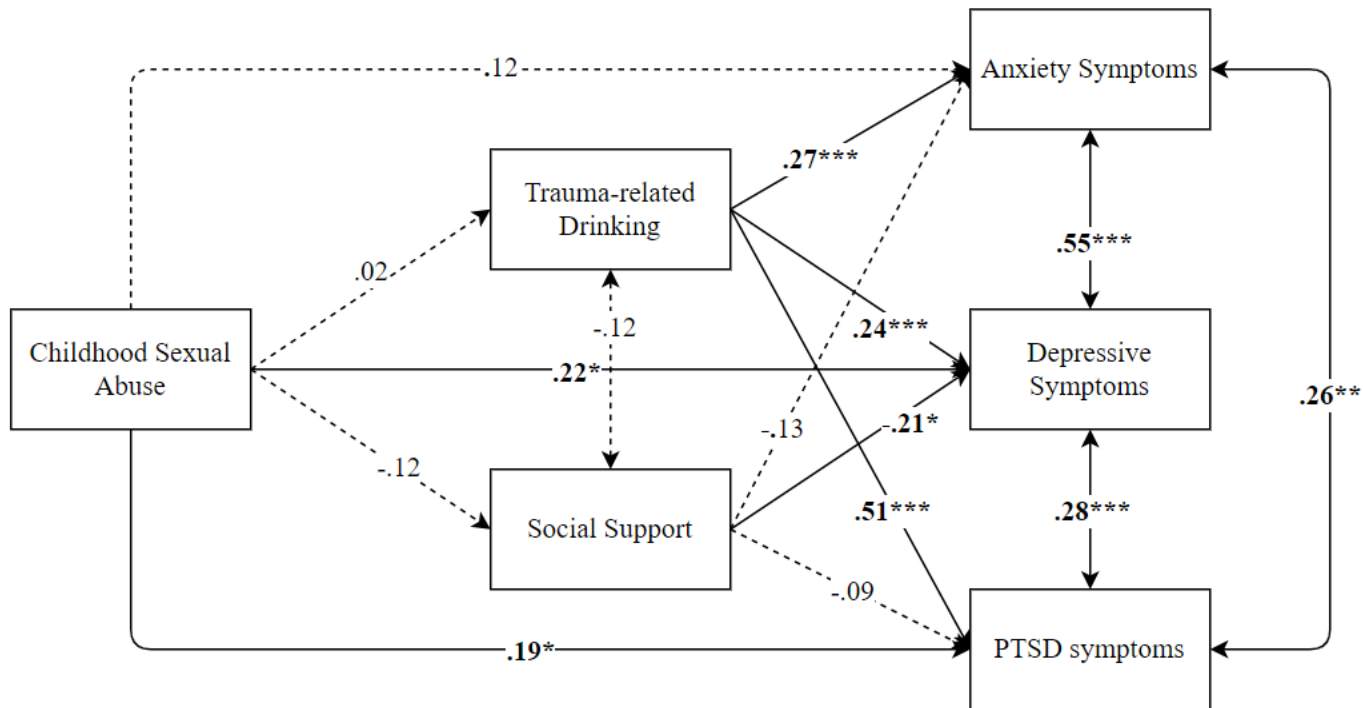 Anxiety Symptoms
.12
Trauma-related
Drinking
.27***
.55***
.02
-.12
.24***
Childhood Sexual
Abuse
.22*
Depressive
Symptoms
.26**
-.12
-.13
-.21*
Social Support
.51***
.28***
-.09
.19*
PTSD symptoms